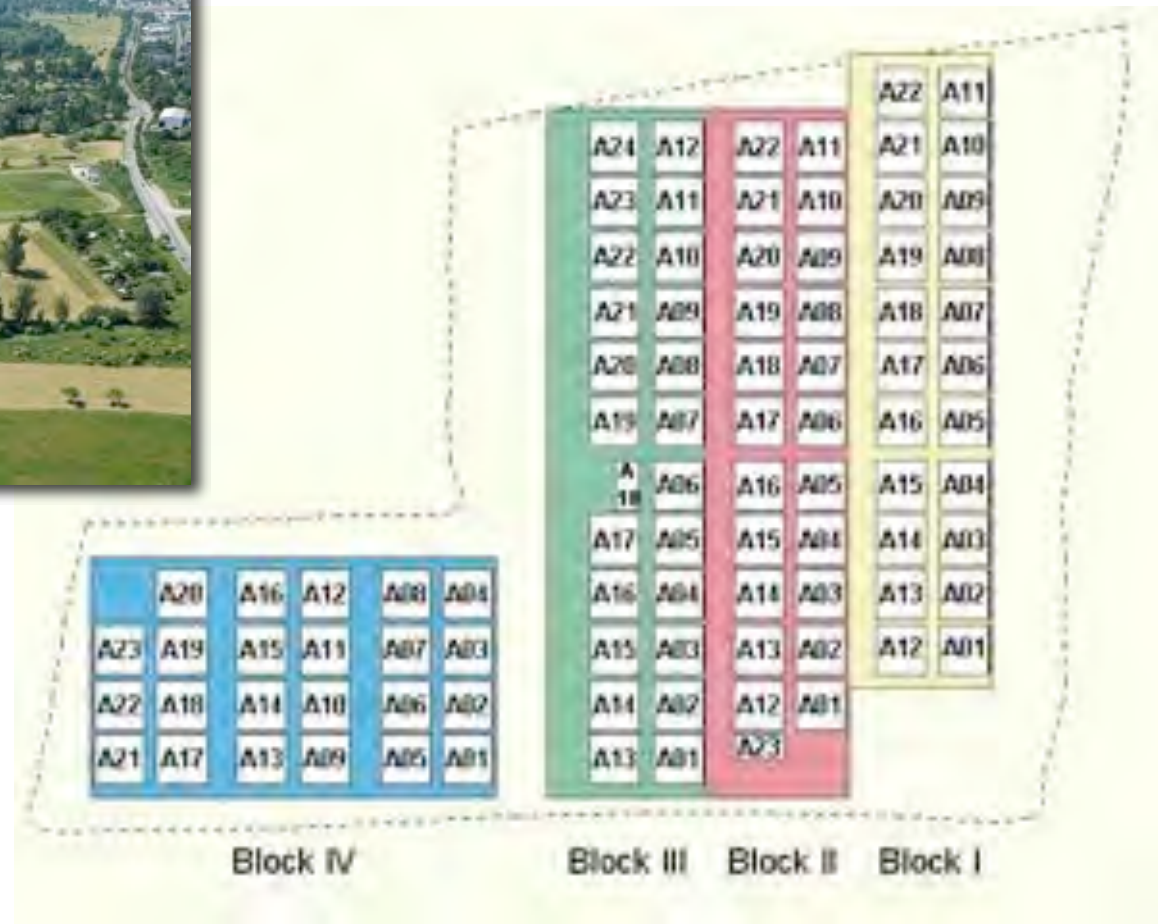 A22 A11
A24 A12 A22 A11 A21 A10
A23 A11 A21 A10 A20 A09
A22 A10 A20 A09 A19 A08
A21 A09 A19 A08 A18 A07
A20 A08 A18 A07 A17 A06
A19 A07 A17 A06 A16 A05
A
18 A06 A16 A05 A15 A04
A17 A05 A15 A04 A14 A03
A20 A16 A12 A08 A04 A16 A04 A14 A03 A13 A02
A23 A19 A15 A11 A07 A03 A15 A03 A13 A02 A12 A01
A22 A18 A14 A10 A06 A02 A14 A02 A12 A01
A21 A17 A13 A09 A05 A01 A13 A01 A23
Block IV Block III Block II Block I